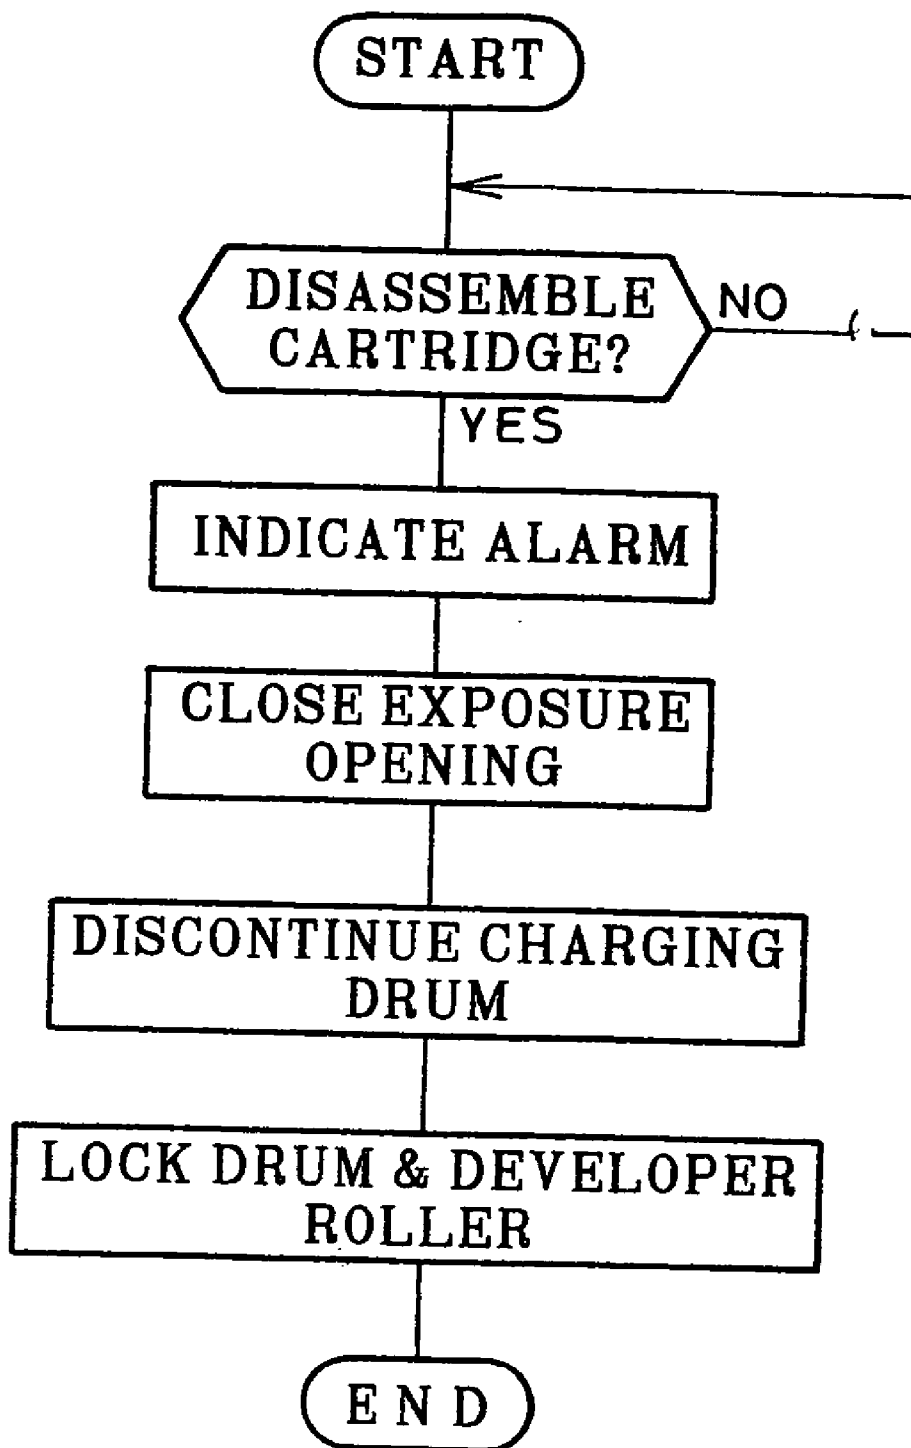 START
DISASSEMBLE
CARTRIDGE?
NO
YES
INDICATE ALARM
CLOSE EXPOSURE
OPENING
DISCONTINUE CHARGING
DRUM
LOCK DRUM & DEVELOPER
ROLLER
END